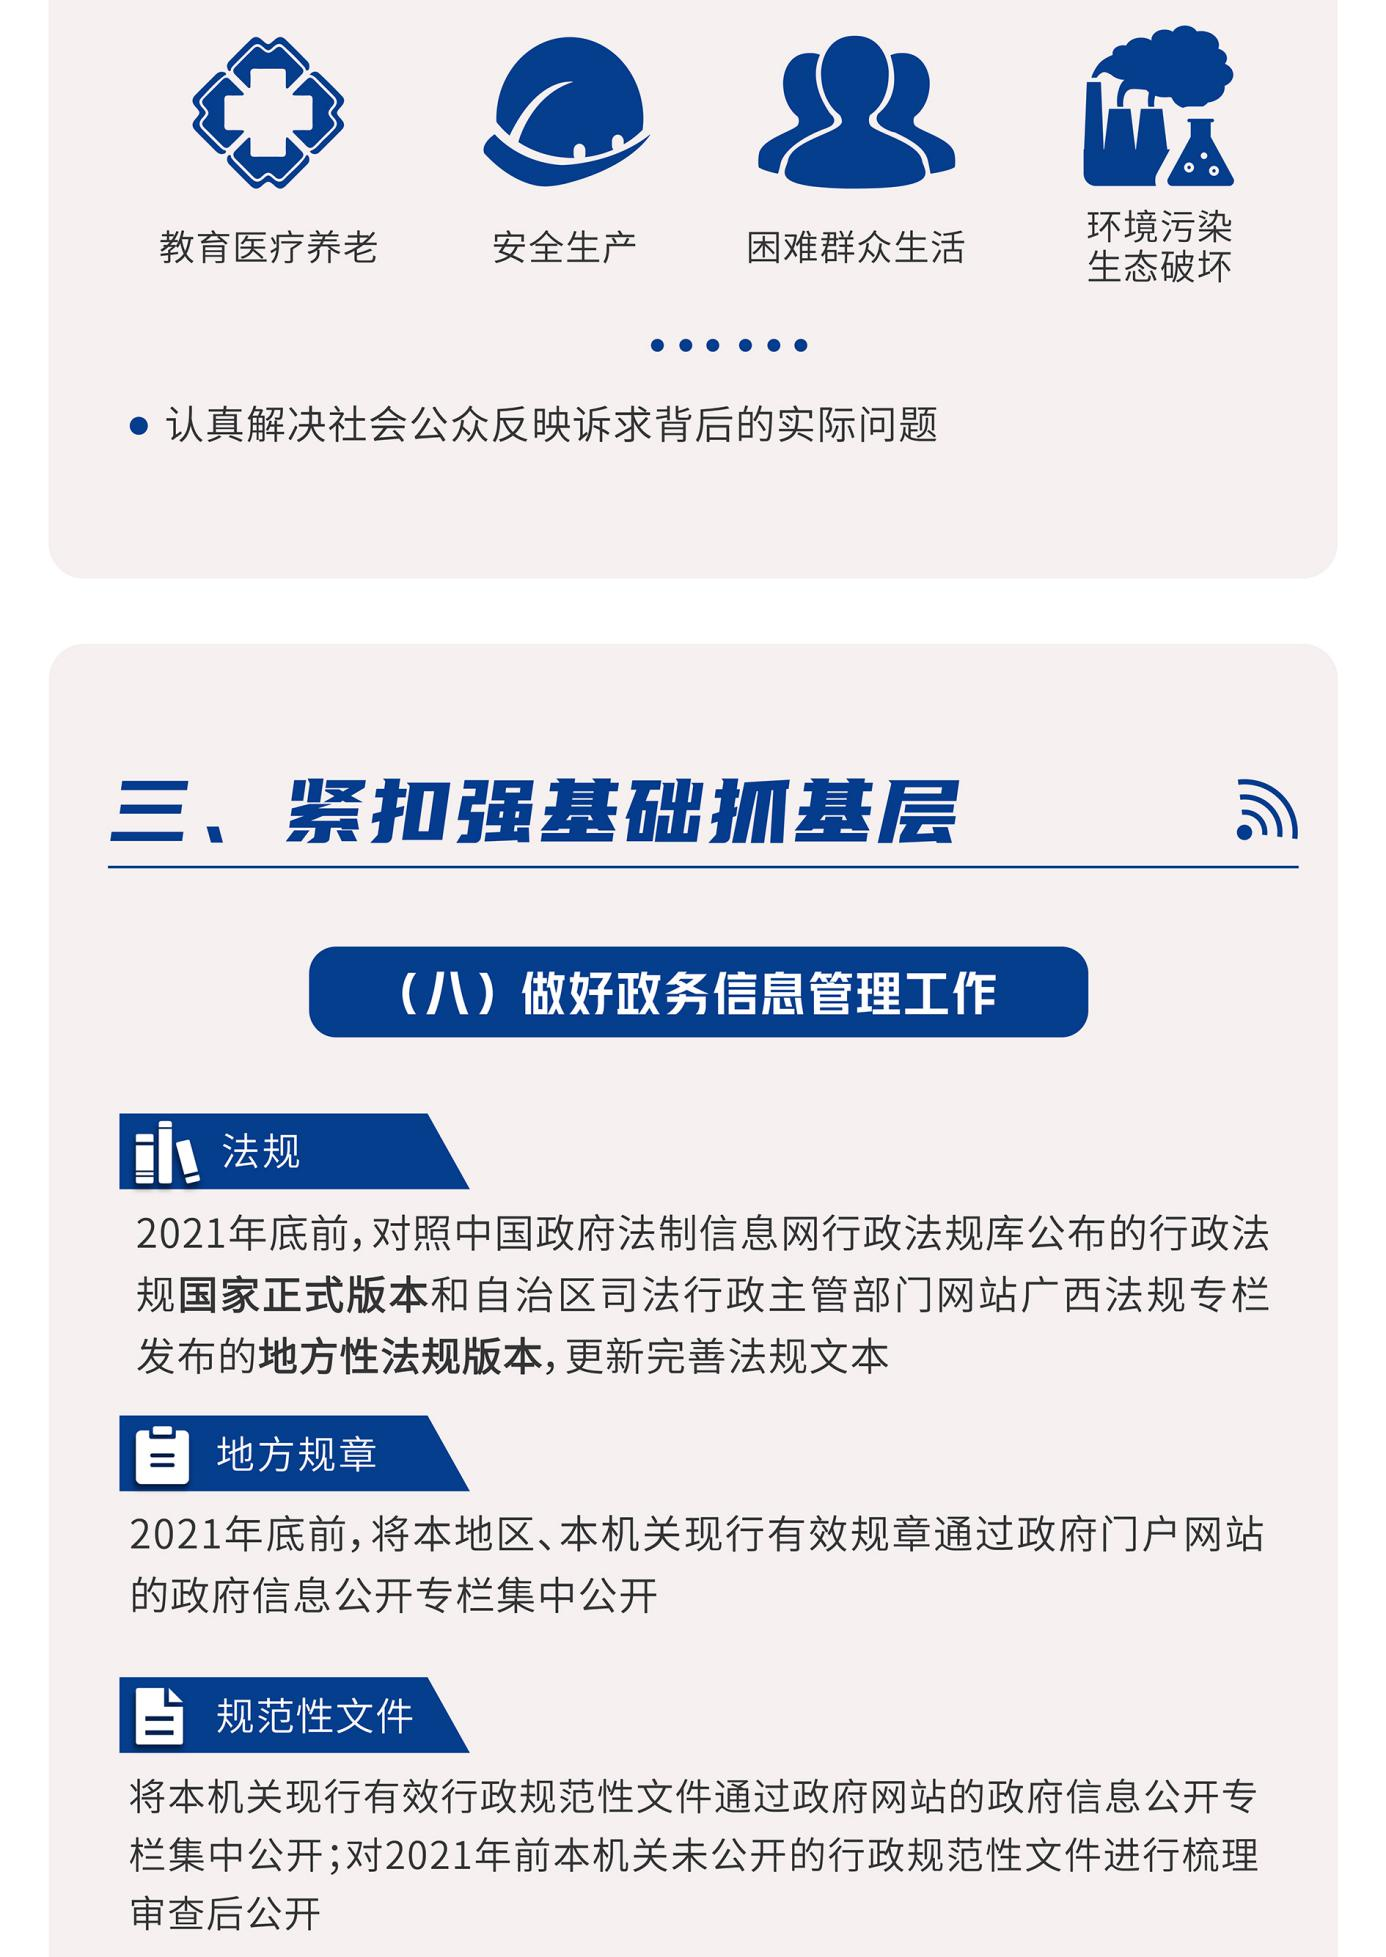 教育医疗养老
安全生产
困难群众生活
环境污染
生态破坏
••••••
• 认真解决社会公众反映诉求背后的实际问题
三、紧扣强基础抓基层
（八）做好政务信息管理工作
法规
2021年底前，对照中国政府法制信息网行政法规库公布的行政法
规国家正式版本和自治区司法行政主管部门网站广西法规专栏
发布的地方性法规版本，更新完善法规文本
地方规章
2021年底前，将本地区、本机关现行有效规章通过政府门户网站
的政府信息公开专栏集中公开
规范性文件
将本机关现行有效行政规范性文件通过政府网站的政府信息公开专
栏集中公开；对2021年前本机关未公开的行政规范性文件进行梳理
审查后公开